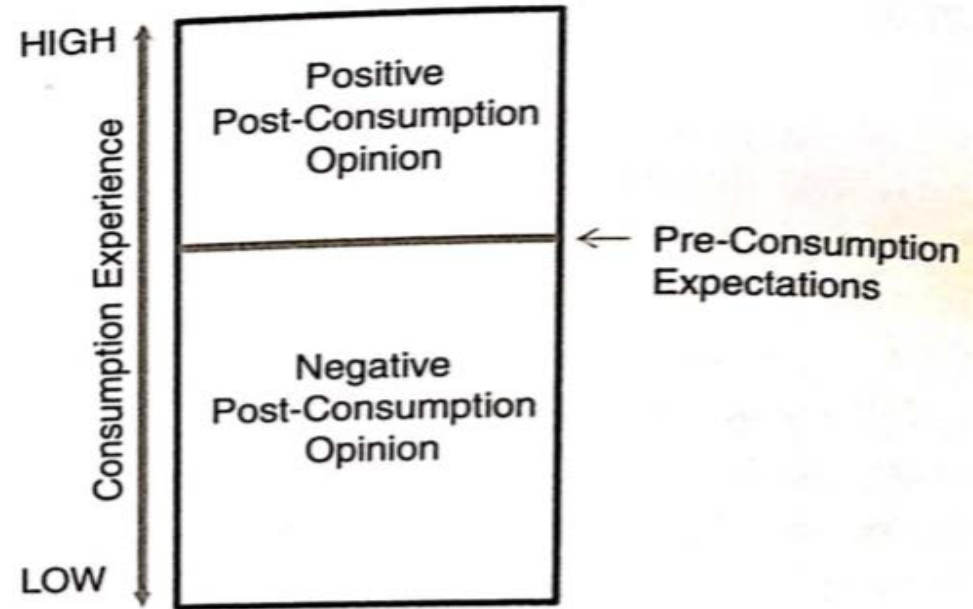 HIGH
Consumption Experience
LOW
Positive
Post-Consumption
Opinion
Pre-Consumption
Expectations
Negative
Post-Consumption
Opinion